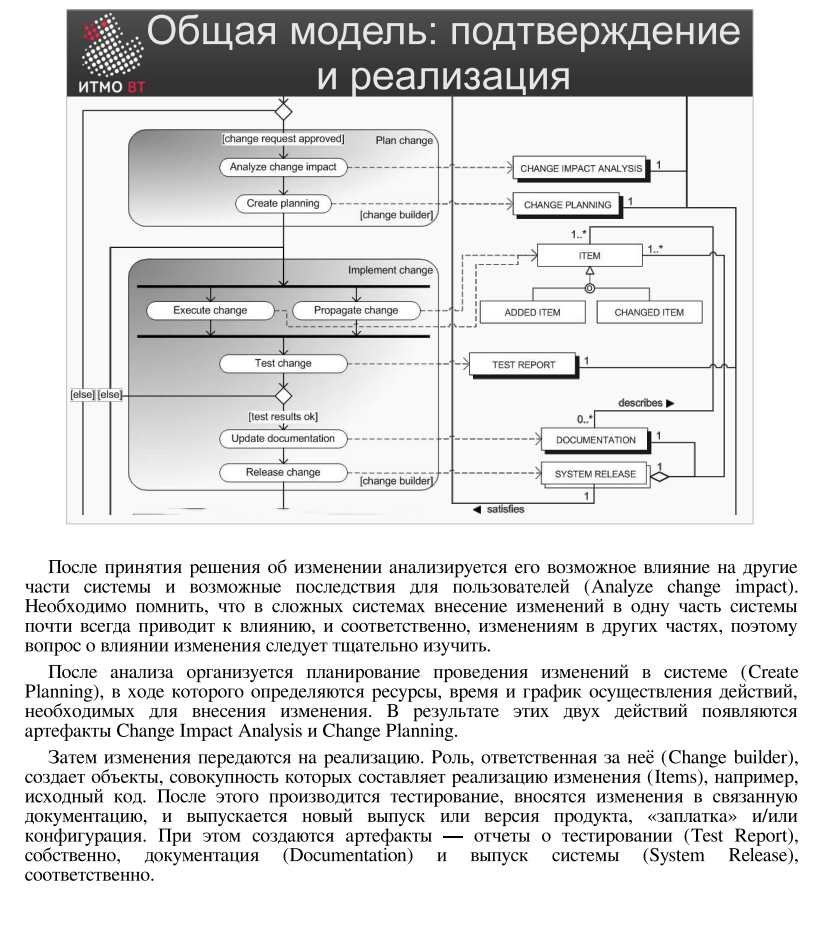 Общая модель: подтверждение
и реализация
ИТМО ВТ
[change request approved]
Plan change
Analyze change impact
CHANGE IMPACT ANALYSIS
1
Create planning
CHANGE PLANNING
1
[change builder]
1..*
ITEM
1..*
Implement change
Execute change
Propagate change
ADDED ITEM
CHANGED ITEM
Test change
TEST REPORT
1
[else] [else]
describes ►
[test results ok]
0..*
Update documentation
DOCUMENTATION
1
Release change
SYSTEM RELEASE
1
[change builder]
1
◄ satisfies
После принятия решения об изменении анализируется его возможное влияние на другие
части системы и возможные последствия для пользователей (Analyze change impact).
Необходимо помнить, что в сложных системах внесение изменений в одну часть системы
почти всегда приводит к влиянию, и соответственно, изменениям в других частях, поэтому
вопрос о влиянии изменения следует тщательно изучить.
После анализа организуется планирование проведения изменений в системе (Create
Planning), в ходе которого определяются ресурсы, время и график осуществления действий,
необходимых для внесения изменения. В результате этих двух действий появляются
артефакты Change Impact Analysis и Change Planning.
Затем изменения передаются на реализацию. Роль, ответственная за неё (Change builder),
создает объекты, совокупность которых составляет реализацию изменения (Items), например,
исходный код. После этого производится тестирование, вносятся изменения в связанную
документацию, и выпускается новый выпуск или версия продукта, «заплатка» и/или
конфигурация. При этом создаются артефакты — отчеты о тестировании (Test Report),
собственно, документация (Documentation) и выпуск системы (System Release),
соответственно.